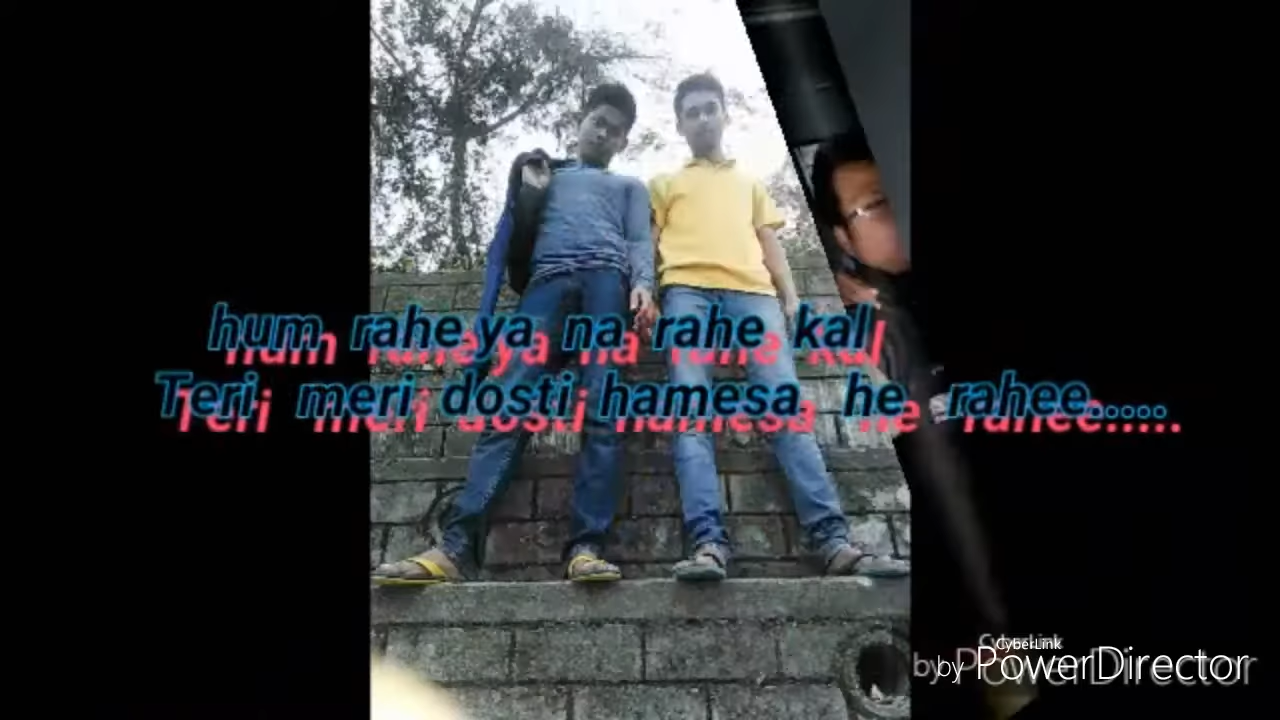 hum rahe ya na rahe kal
Teri meri dosti hamesa he rahee.....
CyberLink
by PowerDirector